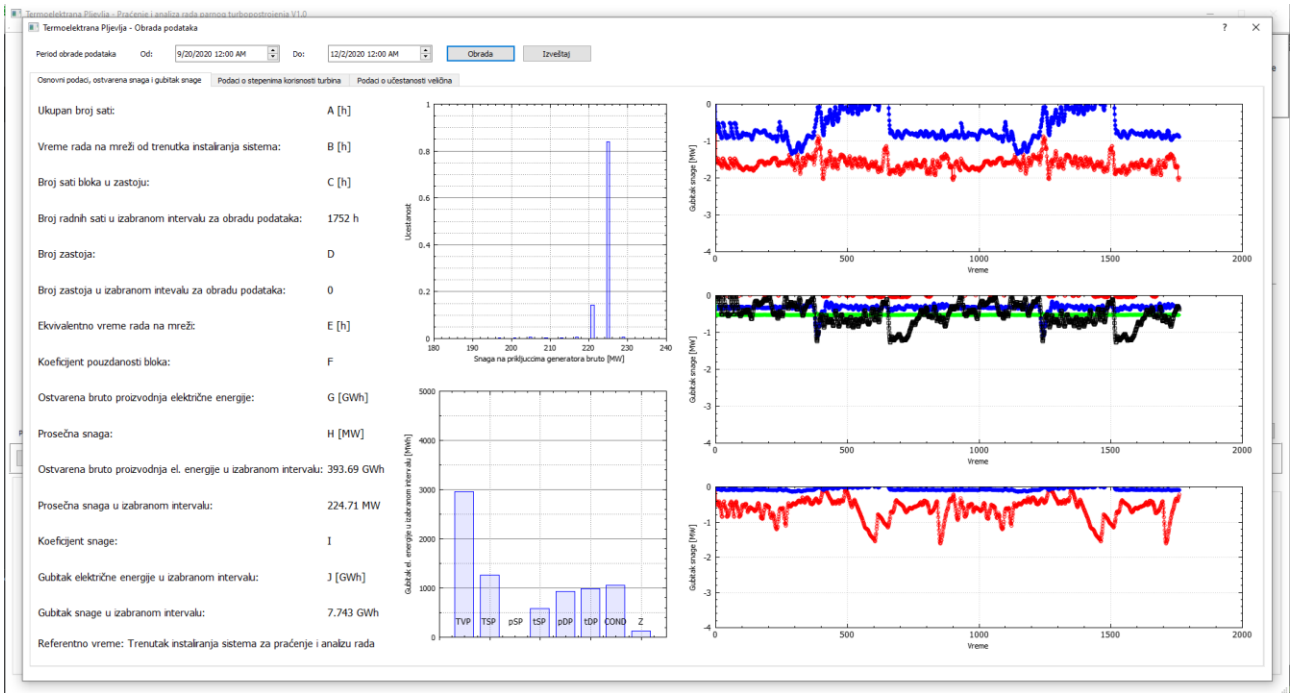 Termoelektrana Pljevlja - Praćenje i analiza rada parnog turbopostrojenja V1.0
Termoelektrana Pljevlja - Obrada podataka
Period obrade podataka Od: 9/20/2020 12:00 AM Do: 12/2/2020 12:00 AM Obrada Izveštaj
Osnovni podaci, ostvarena snaga i gubitak snage Podaci o stepenima korisnosti turbina Podaci o učestanosti veličina
Ukupan broj sati: A [h]
Vreme rada na mreži od trenutka instaliranja sistema: B [h]
Broj sati bloka u zastoju: C [h]
Broj radnih sati u izabranom intervalu za obradu podataka: 1752 h
Broj zastoja: D
Broj zastoja u izabranom intevalu za obradu podataka: 0
Ekvivalentno vreme rada na mreži: E [h]
Koeficijent pouzdanosti bloka: F
Ostvarena bruto proizvodnja električne energije: G [GWh]
Prosečna snaga: H [MW]
Ostvarena bruto proizvodnja el. energije u izabranom intervalu: 393.69 GWh
Prosečna snaga u izabranom intervalu: 224.71 MW
Koeficijent snage: I
Gubitak električne energije u izabranom intervalu: J [GWh]
Gubitak snage u izabranom intervalu: 7.743 GWh
Referentno vreme: Trenutak instaliranja sistema za praćenje i analizu rada
Ucestanost
1
0.8
0.6
0.4
0.2
0
180 190 200 210 220 230 240
Snaga na prikljuccima generatora bruto [MW]
Gubitak el. energije u izabranom intervalu [MWh]
5000
4000
3000
2000
1000
0
TVP TSP pSP tSP pDP tDP COND Z
Gubitak snage [MW]
0
-1
-2
-3
-4
0 500 1000 1500 2000
Vreme
Gubitak snage [MW]
0
-1
-2
-3
-4
0 500 1000 1500 2000
Vreme
Gubitak snage [MW]
0
-1
-2
-3
-4
0 500 1000 1500 2000
Vreme